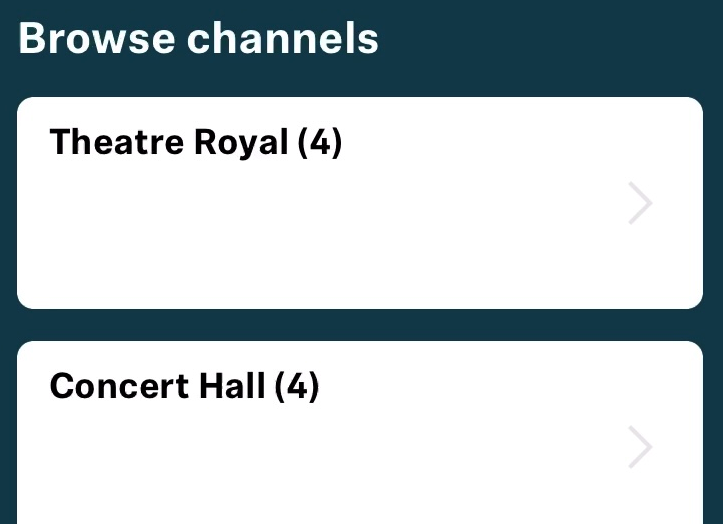 Browse channels
Theatre Royal (4)
Concert Hall (4)